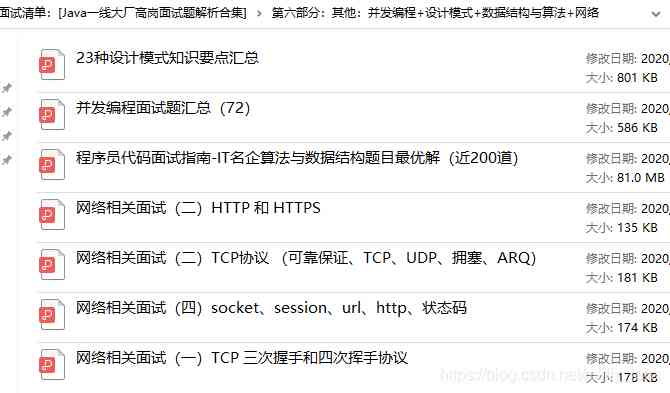 面试清单：[Java一线大厂高岗面试题解析合集] > 第六部分：其他：并发编程+设计模式+数据结构与算法+网络
23种设计模式知识要点汇总
修改日期: 2020,
大小: 801 KB
并发编程面试题汇总（72）
修改日期: 2020,
大小: 586 KB
程序员代码面试指南-IT名企算法与数据结构题目最优解（近200道）
修改日期: 2020,
大小: 81.0 MB
网络相关面试（二）HTTP 和 HTTPS
修改日期: 2020,
大小: 135 KB
网络相关面试（二）TCP协议 （可靠保证、TCP、UDP、拥塞、ARQ）
修改日期: 2020,
大小: 181 KB
网络相关面试（四）socket、session、url、http、状态码
修改日期: 2020,
大小: 174 KB
网络相关面试（一）TCP 三次握手和四次挥手协议
修改日期: 2020,
大小: 178 KB